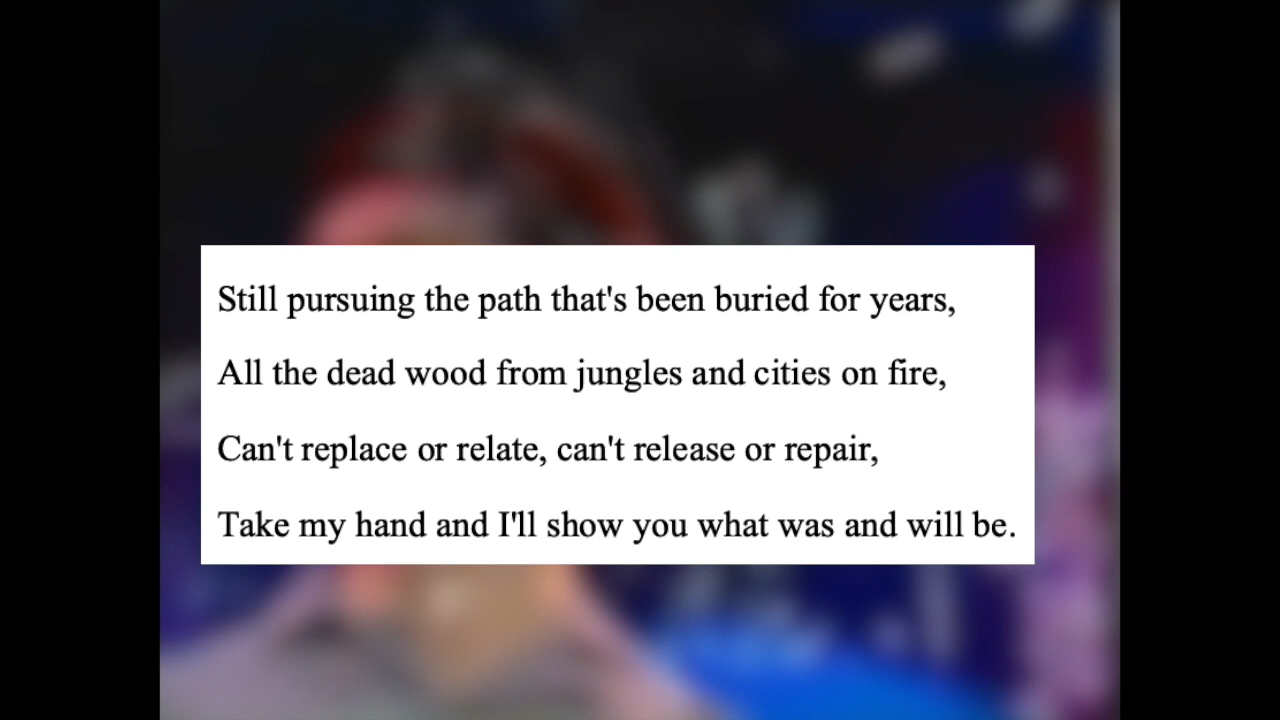 Still pursuing the path that's been buried for years,
All the dead wood from jungles and cities on fire,
Can't replace or relate, can't release or repair,
Take my hand and I'll show you what was and will be.